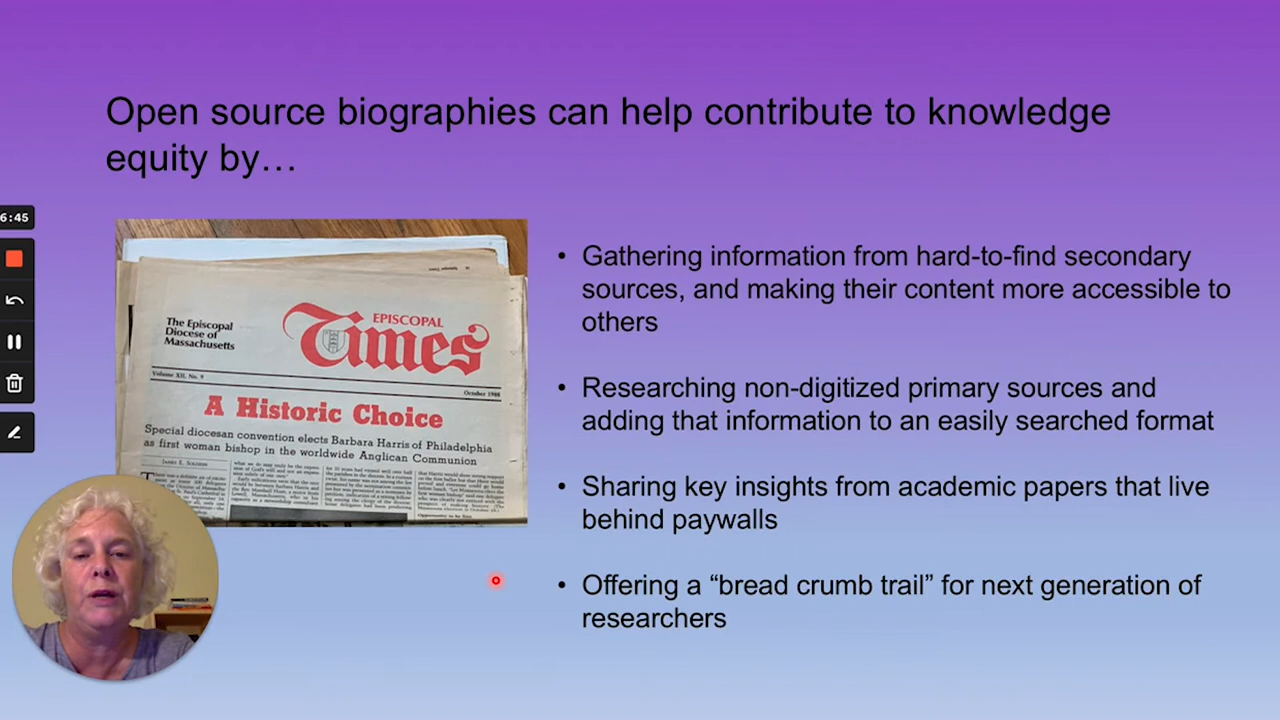 Open source biographies can help contribute to knowledge
equity by…
6:45
The Episcopal
Diocese of
Massachusetts
EPISCOPAL
Times
Volume XII, No. 9
October 1988
A Historic Choice
Special diocesan convention elects Barbara Harris of Philadelphia
as first woman bishop in the worldwide Anglican Communion
• Gathering information from hard-to-find secondary
sources, and making their content more accessible to
others
• Researching non-digitized primary sources and
adding that information to an easily searched format
• Sharing key insights from academic papers that live
behind paywalls
• Offering a “bread crumb trail” for next generation of
researchers